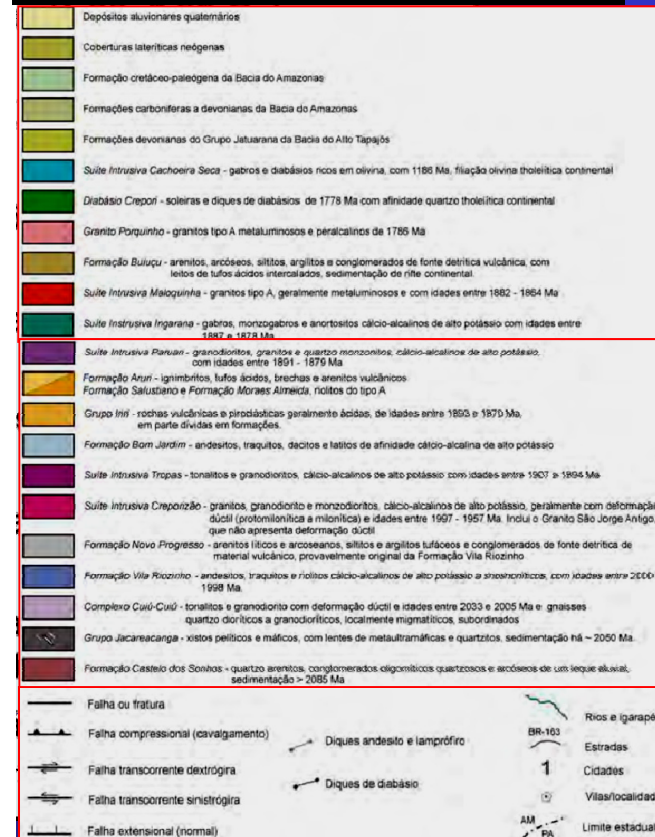 Depósitos aluvionares quaternários
Coberturas lateríticas neógenas
Formação cretáceo-paleógena da Bacia do Amazonas
Formações carboníferas a devonianas da Bacia do Amazonas
Formações devonianas do Grupo Jatuarana da Bacia do Alto Tapajós
Suíte Intrusiva Cachoeira Seca - gabros e diabásios ricos em olivina, com 1186 Ma, filiação olivina tholeiítica continental
Diabásio Crepori - soleiras e diques de diabásios de 1778 Ma com afinidade quartzo tholeiítica continental
Granito Porquinho - granitos tipo A metaluminosos e peralcalinos de 1786 Ma
Formação Buiuçu - arenitos, arcóseos, siltitos, argilitos e conglomerados de fonte detrítica vulcânica, com
leitos de tufos ácidos intercalados, sedimentação de rifte continental
Suíte Intrusiva Maloquinha - granitos tipo A, geralmente metaluminosos e com idades entre 1882 - 1864 Ma
Suíte Instrusiva Ingarana - gabros, monzogabros e anortositos cálcio-alcalinos de alto potássio com idades entre
1887 e 1878 Ma
Suíte Intrusiva Parauari - granodioritos, granitos e quartzo monzonitos, cálcio-alcalinos de alto potássio,
com idades entre 1891 - 1879 Ma
Formação Aruri - ignimbritos, tufos ácidos, brechas e arenitos vulcânicos
Formação Salustiano e Formação Moraes Almeida, riolitos do tipo A
Grupo Iriri - rochas vulcânicas e piroclásticas geralmente ácidas, de idades entre 1893 e 1870 Ma,
em parte dívidas em formações.
Formação Bom Jardim - andesitos, traquitos, dacitos e latitos de afinidade cálcio-alcalina de alto potássio
Suíte Intrusiva Tropas - tonalitos e granodioritos, cálcio-alcalinos de alto potássio com idades entre 1907 e 1894 Ma
Suíte Intrusiva Creporizão - granitos, granodiorito e monzodioritos, cálcio-alcalinos de alto potássio, geralmente com deformaçã
dúctil (protomilonítica a milonítica) e idades entre 1997 - 1957 Ma. Inclui o Granito São Jorge Antigo,
que não apresenta deformação dúctil
Formação Novo Progresso - arenitos líticos e arcoseanos, siltitos e argilitos tufáceos e conglomerados de fonte detrítica de
material vulcânico, provavelmente original da Formação Vila Riozinho
Formação Vila Riozinho - andesitos, traquitos e riolitos cálcio-alcalinos de alto potássio a shoshoníticos, com idades entre 2000
1998 Ma
Complexo Cuiú-Cuiú - tonalitos e granodiorito com deformação dúctil e idades entre 2033 e 2005 Ma e gnaisses
quartzo dioríticos a granodioríticos, localmente migmatíticos, subordinados
Grupo Jacareacanga - xistos pelíticos e máficos, com lentes de metaultramáficas e quartzitos, sedimentação há ~ 2050 Ma.
Formação Castelo dos Sonhos - quartzo arenitos, conglomerados oligomíticos quartzosos e arcóseos de um leque aluvial,
sedimentação > 2085 Ma
Falha ou fratura
Falha compressional (cavalgamento)
Falha transcorrente dextrógira
Falha transcorrente sinistrógira
Falha extensional (normal)
Diques andesito e lamprófiro
Diques de diabásio
Rios e igarapé
BR-163
Estradas
1 Cidades
Vilas/localidad
AM
PA
Limite estadual